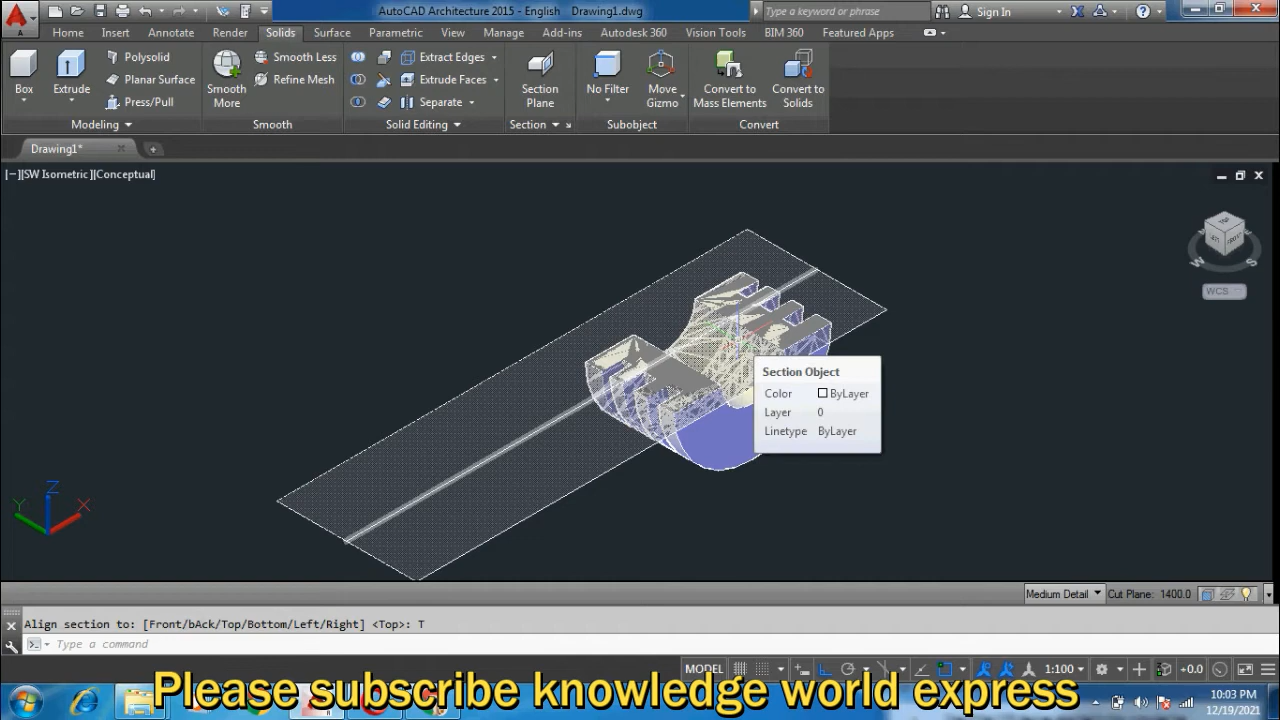 AutoCAD Architecture 2015 - English Drawing1.dwg
Type a keyword or phrase
Sign In
Home Insert Annotate Render Solids Surface Parametric View Manage Add-ins Autodesk 360 Vision Tools BIM 360 Featured Apps
Box
Extrude
Polysolid
Planar Surface
Press/Pull
Modeling
Smooth More
Smooth Less
Refine Mesh
Smooth
Extract Edges
Extrude Faces
Separate
Solid Editing
Section Plane
Section
No Filter
Move Gizmo
Subobject
Convert to Mass Elements
Convert to Solids
Convert
Drawing1*
[−][SW Isometric][Conceptual]
W S
WCS
Section Object
Color ByLayer
Layer 0
Linetype ByLayer
Z
Y X
Medium Detail Cut Plane: 1400.0
Align section to: [Front/bAck/Top/Bottom/Left/Right] <Top>: T
Type a command
MODEL 1:100 +0.0
Please subscribe knowledge world express
10:03 PM
12/19/2021